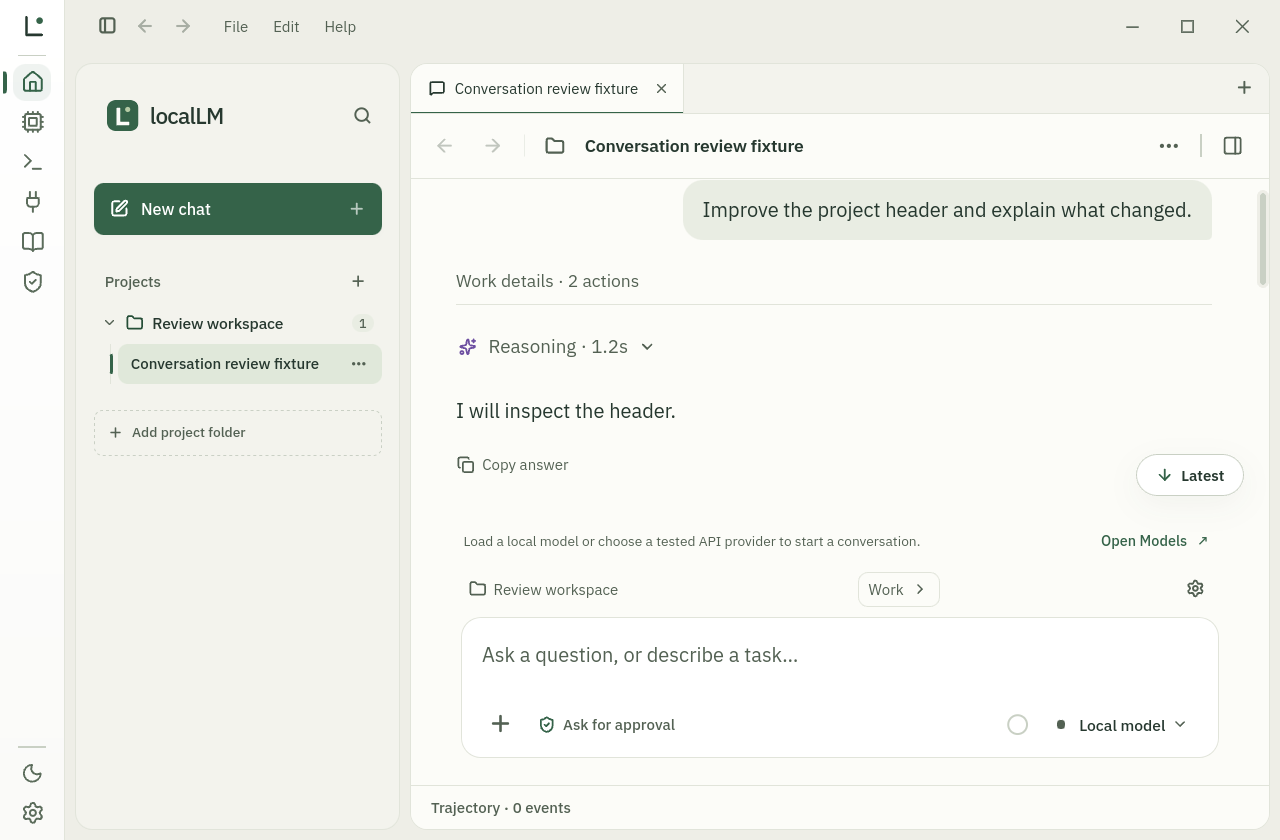 File Edit Help
localLM
New chat
Projects
Review workspace 1
Conversation review fixture
Add project folder
Conversation review fixture
Conversation review fixture
Improve the project header and explain what changed.
Work details · 2 actions
Reasoning · 1.2s
I will inspect the header.
Copy answer
Latest
Load a local model or choose a tested API provider to start a conversation.
Open Models ↗
Review workspace
Work
Ask a question, or describe a task...
Ask for approval
Local model
Trajectory · 0 events